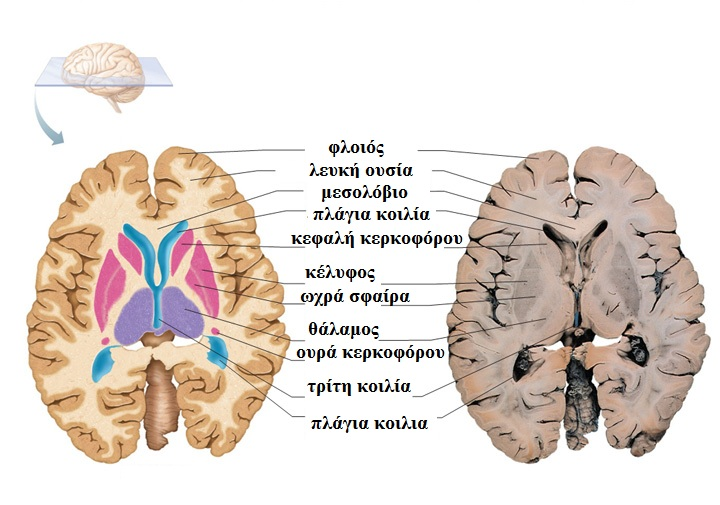 φλοιός
λευκή ουσία
μεσολόβιο
πλάγια κοιλία
κεφαλή κερκοφόρου
κέλυφος
ωχρά σφαίρα
θάλαμος
ουρά κερκοφόρου
τρίτη κοιλία
πλάγια κοιλια